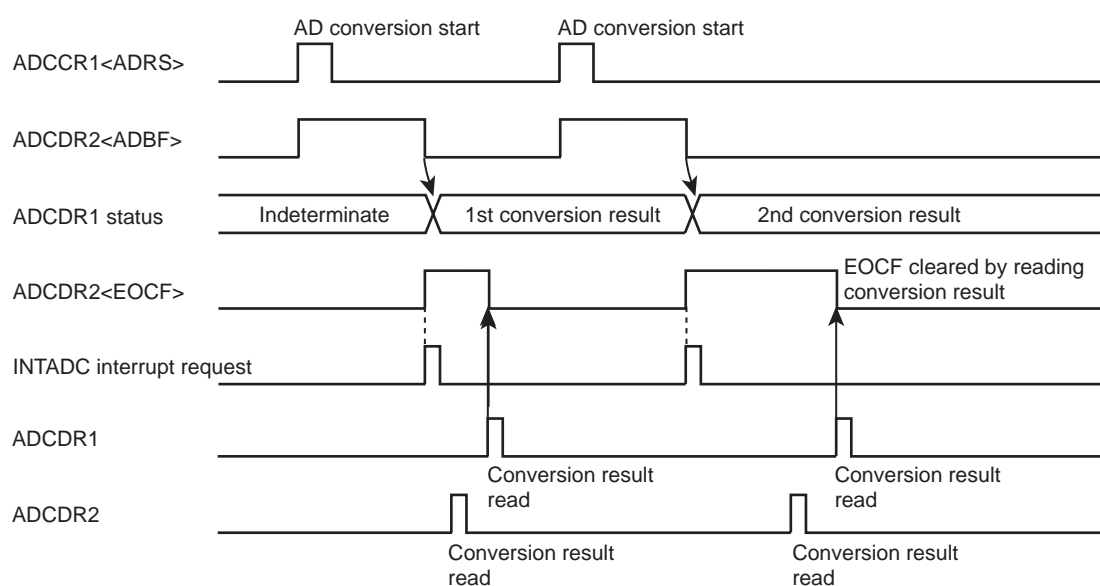 AD conversion start
AD conversion start
ADCCR1<ADRS>
ADCDR2<ADBF>
ADCDR1 status
Indeterminate
1st conversion result
2nd conversion result
EOCF cleared by reading
conversion result
ADCDR2<EOCF>
INTADC interrupt request
ADCDR1
Conversion result
read
Conversion result
read
ADCDR2
Conversion result
read
Conversion result
read